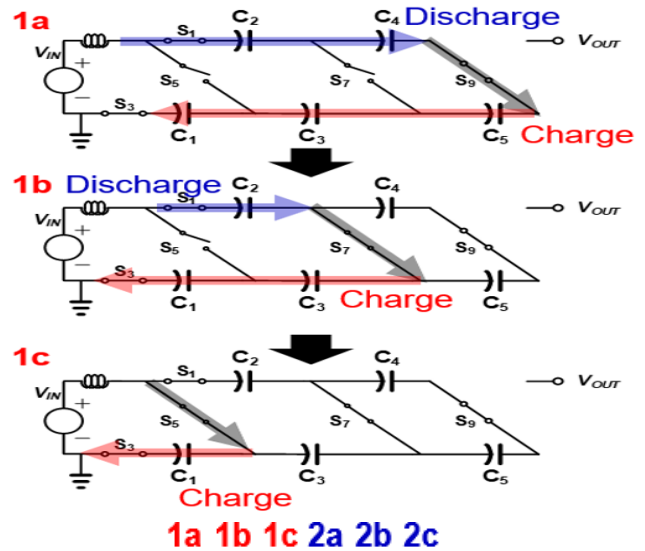 1a Discharge
C2 C4
S1
VIN + −
S5 S7 S9
VOUT
S3
C1 C3 C5
Charge
1b Discharge
C2 C4
S1
VIN + −
S5 S7 S9
VOUT
S3
C1 C3 C5
Charge
1c
C2 C4
S1
VIN + −
S5 S7 S9
VOUT
S3
C1 C3 C5
Charge
1a 1b 1c 2a 2b 2c